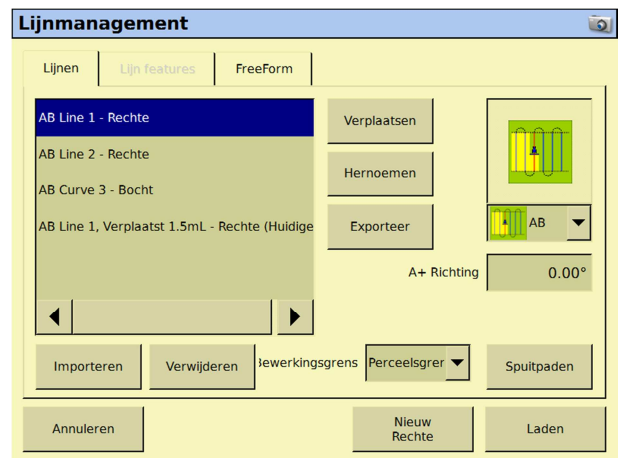 Lijnmanagement
Lijnen
Lijn features
FreeForm
AB Line 1 - Rechte
AB Line 2 - Rechte
AB Curve 3 - Bocht
AB Line 1, Verplaatst 1.5mL - Rechte (Huidige
Verplaatsen
Hernoemen
Exporteer
AB
A+ Richting
0.00°
Importeren
Verwijderen
Bewerkingsgrens
Perceelsgrer
Spuitpaden
Annuleren
Nieuw
Rechte
Laden